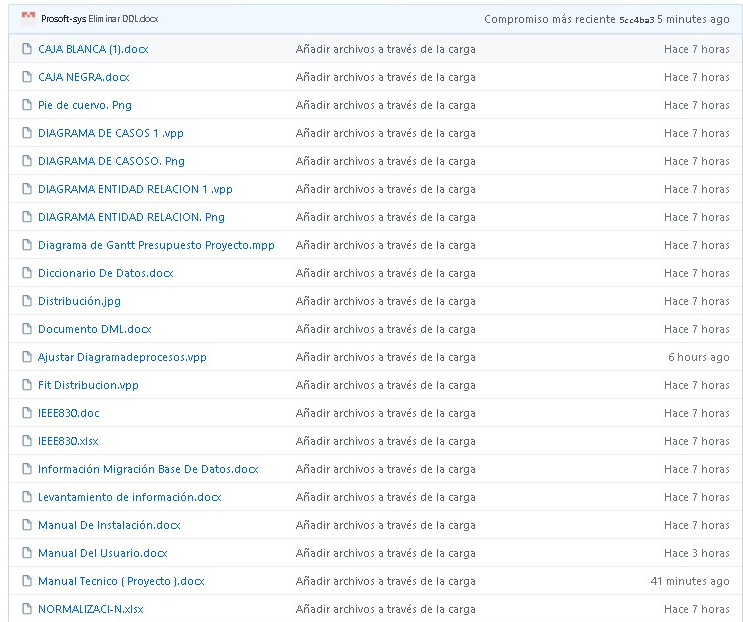 Prosoft-sys Eliminar DDL.docx Compromiso más reciente 5cc4ba3 5 minutes ago
CAJA BLANCA (1).docx Añadir archivos a través de la carga Hace 7 horas
CAJA NEGRA.docx Añadir archivos a través de la carga Hace 7 horas
Pie de cuervo. Png Añadir archivos a través de la carga Hace 7 horas
DIAGRAMA DE CASOS 1 .vpp Añadir archivos a través de la carga Hace 7 horas
DIAGRAMA DE CASOSO. Png Añadir archivos a través de la carga Hace 7 horas
DIAGRAMA ENTIDAD RELACION 1 .vpp Añadir archivos a través de la carga Hace 7 horas
DIAGRAMA ENTIDAD RELACION. Png Añadir archivos a través de la carga Hace 7 horas
Diagrama de Gantt Presupuesto Proyecto.mpp Añadir archivos a través de la carga Hace 7 horas
Diccionario De Datos.docx Añadir archivos a través de la carga Hace 7 horas
Distribución.jpg Añadir archivos a través de la carga Hace 7 horas
Documento DML.docx Añadir archivos a través de la carga Hace 7 horas
Ajustar Diagramadeprocesos.vpp Añadir archivos a través de la carga 6 hours ago
Fit Distribucion.vpp Añadir archivos a través de la carga Hace 7 horas
IEEE830.doc Añadir archivos a través de la carga Hace 7 horas
IEEE830.xlsx Añadir archivos a través de la carga Hace 7 horas
Información Migración Base De Datos.docx Añadir archivos a través de la carga Hace 7 horas
Levantamiento de información.docx Añadir archivos a través de la carga Hace 7 horas
Manual De Instalación.docx Añadir archivos a través de la carga Hace 7 horas
Manual Del Usuario.docx Añadir archivos a través de la carga Hace 3 horas
Manual Tecnico ( Proyecto ).docx Añadir archivos a través de la carga 41 minutes ago
NORMALIZACI-N.xlsx Añadir archivos a través de la carga Hace 7 horas